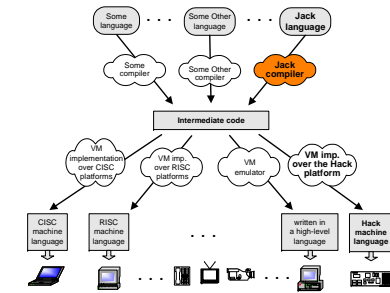 Some
language
. . .
Some Other
language
. . .
Jack
language
Some
compiler
Some Other
compiler
Jack
compiler
Intermediate code
VM
implementation
over CISC
platforms
VM imp.
over RISC
platforms
VM
emulator
VM imp.
over the Hack
platform
CISC
machine
language
RISC
machine
language
. . .
written in
a high-level
language
Hack
machine
language
. . .
. . .